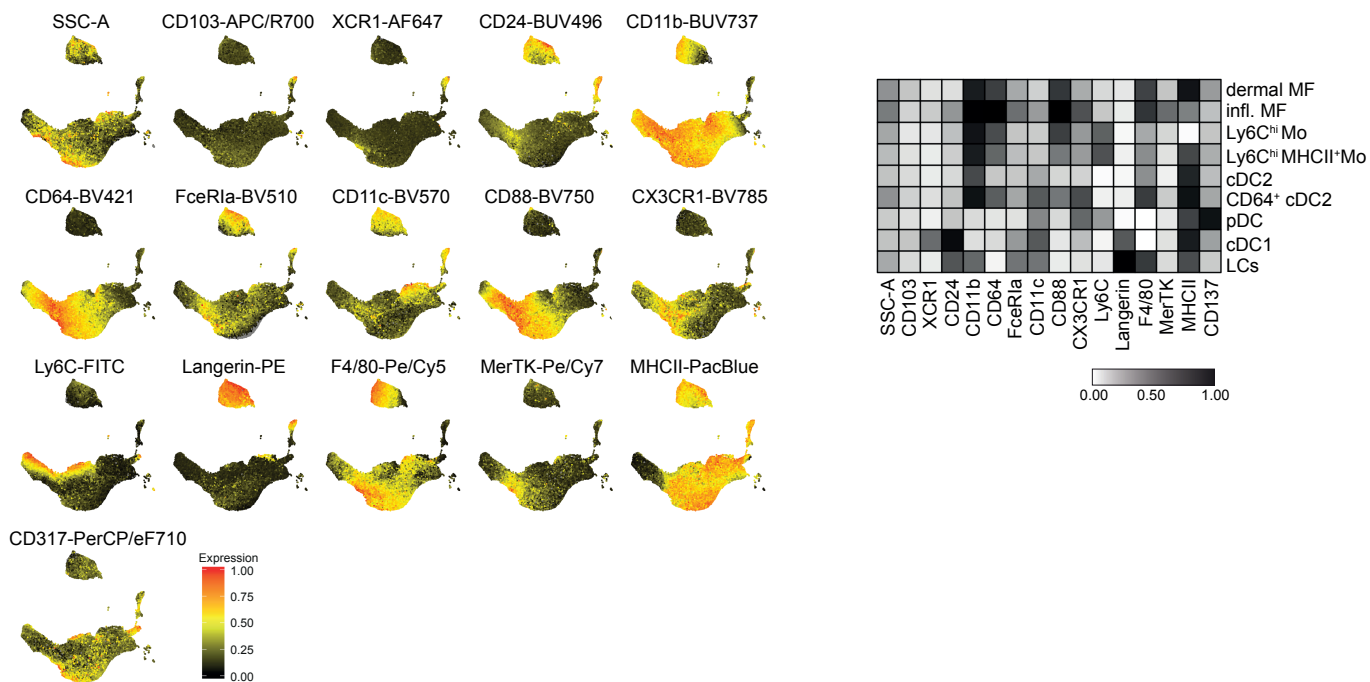 SSC-A
CD103-APC/R700
XCR1-AF647
CD24-BUV496
CD11b-BUV737
CD64-BV421
FceRIa-BV510
CD11c-BV570
CD88-BV750
CX3CR1-BV785
Ly6C-FITC
Langerin-PE
F4/80-Pe/Cy5
MerTK-Pe/Cy7
MHCII-PacBlue
CD317-PerCP/eF710
Expression
1.00
0.75
0.50
0.25
0.00
dermal MF
infl. MF
Ly6Cʰⁱ Mo
Ly6Cʰⁱ MHCII⁺Mo
cDC2
CD64⁺ cDC2
pDC
cDC1
LCs
SSC-A
CD103
XCR1
CD24
CD11b
CD64
FceRIa
CD11c
CD88
CX3CR1
Ly6C
Langerin
F4/80
MerTK
MHCII
CD137
0.00 0.50 1.00